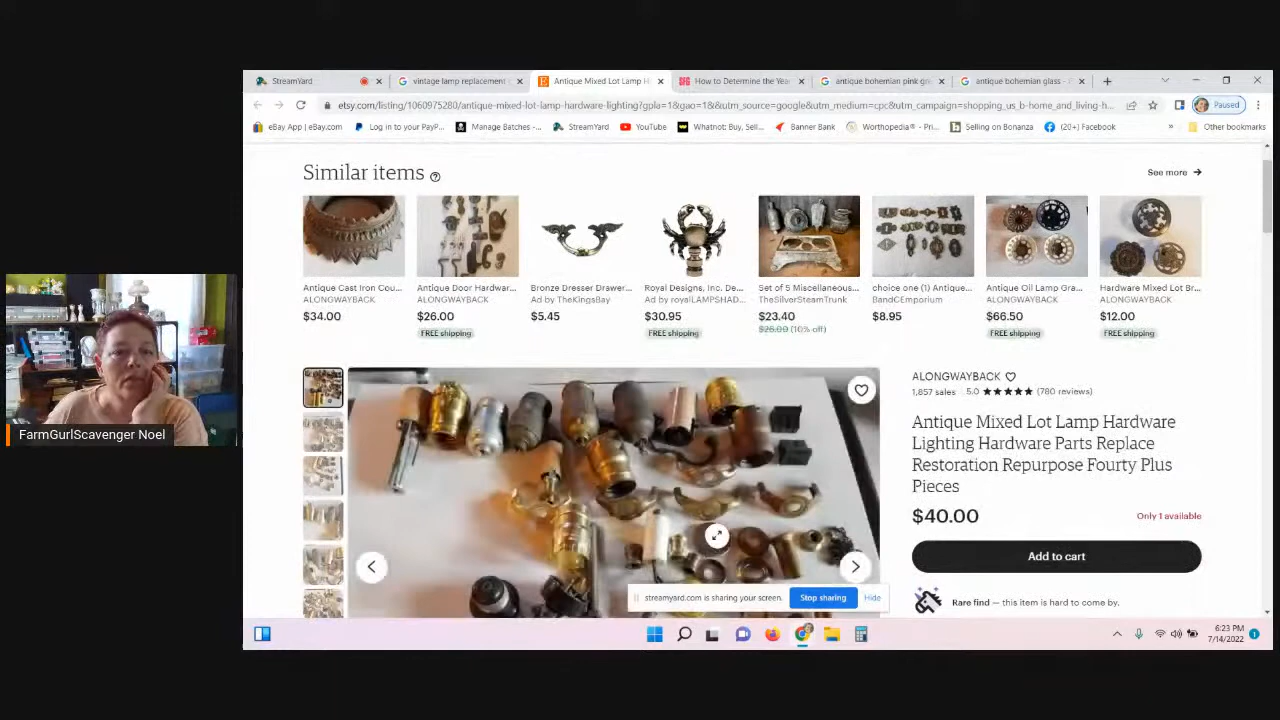 StreamYard
vintage lamp replacement
Antique Mixed Lot Lamp H
How to Determine the Yea
antique bohemian pink g
antique bohemian glass -
etsy.com/listing/1060975280/antique-mixed-lot-lamp-hardware-lighting?gpla=1&gao=1&&utm_source=google&utm_medium=cpc&utm_campaign=shopping_us_b-home_and_living-h...
Paused
eBay App | eBay.com
Log in to your PayP...
Manage Batches -...
StreamYard
YouTube
Whatnot: Buy, Sell...
Banner Bank
Worthopedia® - Pri...
Selling on Bonanza
(20+) Facebook
»
Other bookmarks
Similar items ?
See more →
Antique Cast Iron Cou...
ALONGWAYBACK
$34.00
Antique Door Hardwar...
ALONGWAYBACK
$26.00
FREE shipping
Bronze Dresser Drawer...
Ad by TheKingsBay
$5.45
Royal Designs, Inc. De...
Ad by royalLAMPSHAD...
$30.95
FREE shipping
Set of 5 Miscellaneous...
TheSilverSteamTrunk
$23.40
$26.00 (10% off)
choice one (1) Antique...
BandCEmporium
$8.95
Antique Oil Lamp Gra...
ALONGWAYBACK
$66.50
FREE shipping
Hardware Mixed Lot Br...
ALONGWAYBACK
$12.00
FREE shipping
ALONGWAYBACK
1,857 sales 5.0 ★★★★★ (780 reviews)
Antique Mixed Lot Lamp Hardware
Lighting Hardware Parts Replace
Restoration Repurpose Fourty Plus
Pieces
$40.00
Only 1 available
Add to cart
Rare find — this item is hard to come by.
streamyard.com is sharing your screen.
Stop sharing
Hide
FarmGurlScavenger Noel
6:23 PM
7/14/2022
1